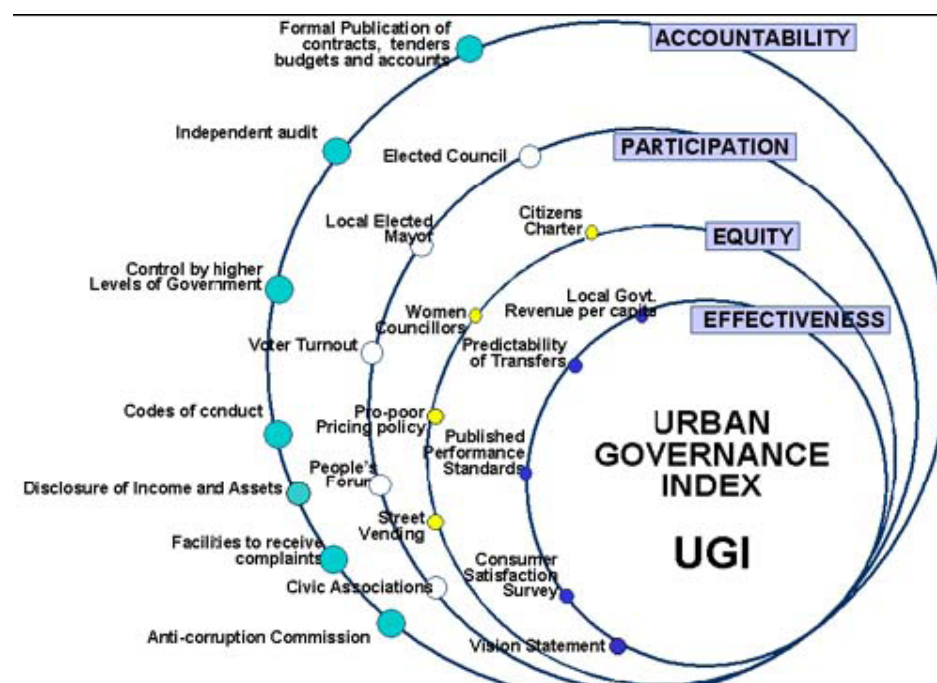 Formal Publication of
contracts, tenders
budgets and accounts
ACCOUNTABILITY
Independent audit
Elected Council
PARTICIPATION
Local Elected
Mayor
Citizens
Charter
EQUITY
Control by higher
Levels of Government
Women
Councillors
Local Govt.
Revenue per capita
EFFECTIVENESS
Voter Turnout
Predictability
of Transfers
Codes of conduct
Pro-poor
Pricing policy
Published
Performance
Standards
URBAN
GOVERNANCE
INDEX
UGI
Disclosure of Income and Assets
People's
Forum
Street
Vending
Facilities to receive
complaints
Civic Associations
Consumer
Satisfaction
Survey
Anti-corruption Commission
Vision Statement